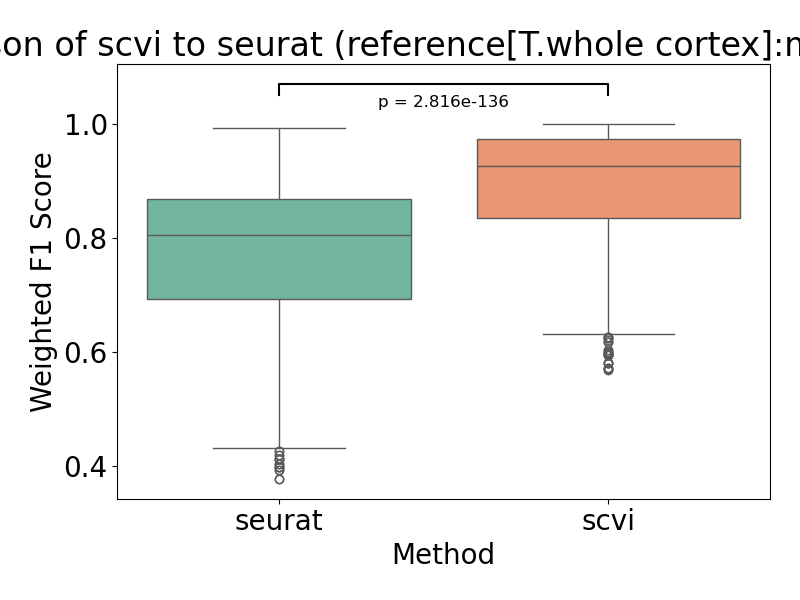 son of scvi to seurat (reference[T.whole cortex]:m
p = 2.816e-136
1.0
0.8
0.6
0.4
Weighted F1 Score
seurat scvi
Method